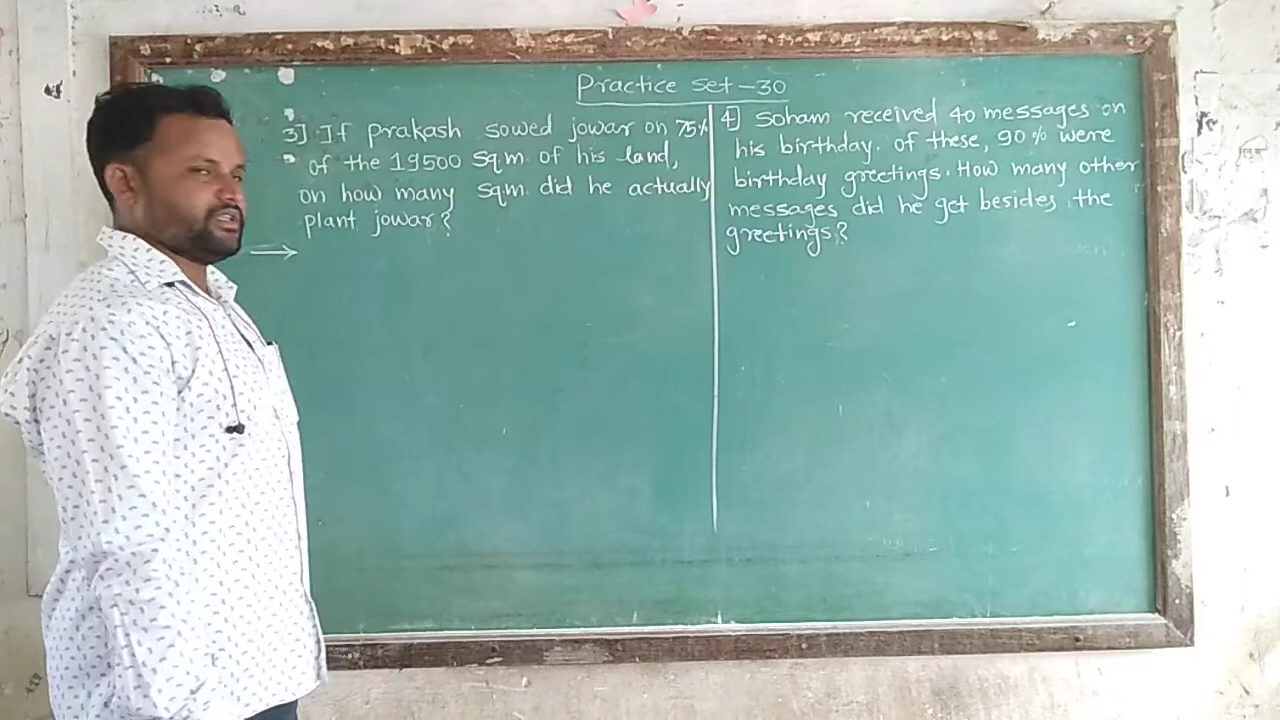 Practice Set-30
3] If prakash sowed jowar on 75%
of the 19500 sq.m. of his land,
on how many sqm. did he actually
plant jowar?
→
4] Soham received 40 messages on
his birthday. Of these, 90% were
birthday greetings. How many other
messages did he get besides the
greetings?